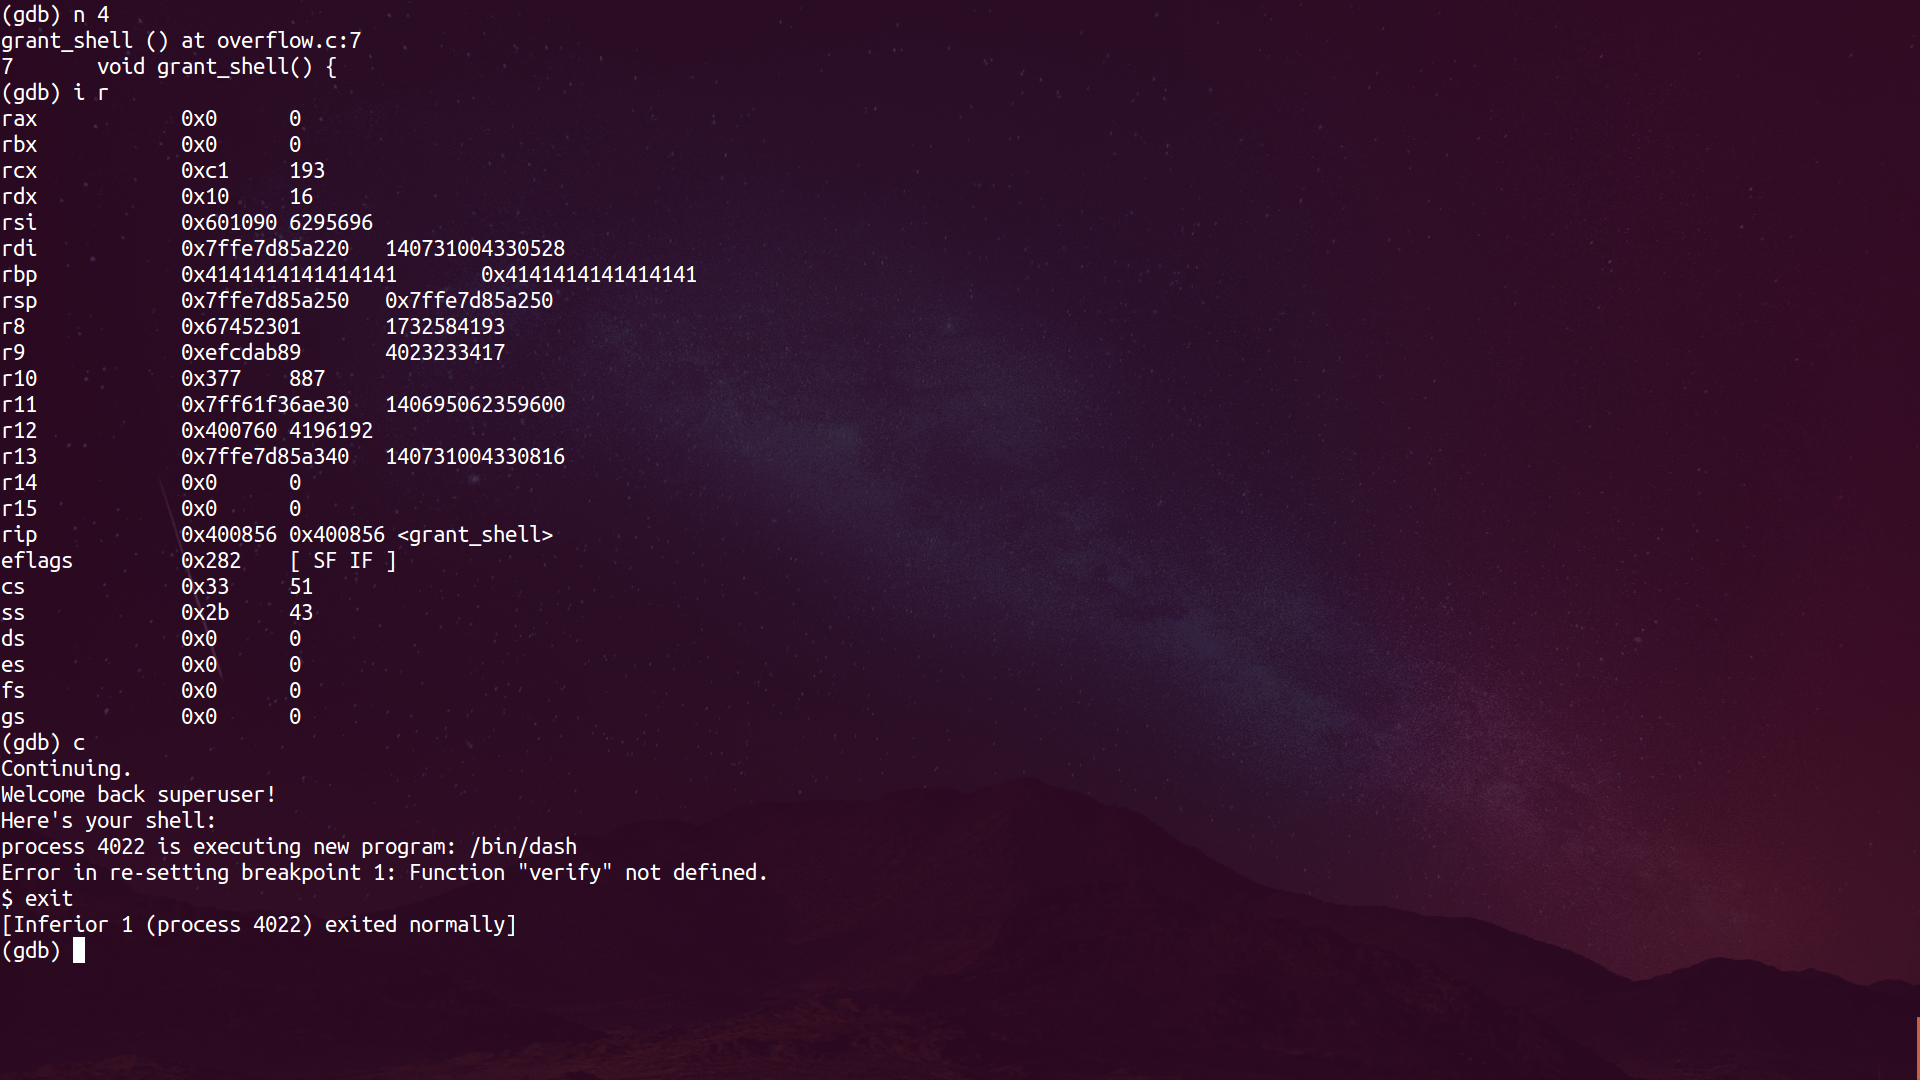 (gdb) n 4
grant_shell () at overflow.c:7
7       void grant_shell() {
(gdb) i r
rax            0x0      0
rbx            0x0      0
rcx            0xc1     193
rdx            0x10     16
rsi            0x601090 6295696
rdi            0x7ffe7d85a220   140731004330528
rbp            0x4141414141414141       0x4141414141414141
rsp            0x7ffe7d85a250   0x7ffe7d85a250
r8             0x67452301       1732584193
r9             0xefcdab89       4023233417
r10            0x377    887
r11            0x7ff61f36ae30   140695062359600
r12            0x400760 4196192
r13            0x7ffe7d85a340   140731004330816
r14            0x0      0
r15            0x0      0
rip            0x400856 0x400856 <grant_shell>
eflags         0x282    [ SF IF ]
cs             0x33     51
ss             0x2b     43
ds             0x0      0
es             0x0      0
fs             0x0      0
gs             0x0      0
(gdb) c
Continuing.
Welcome back superuser!
Here's your shell:
process 4022 is executing new program: /bin/dash
Error in re-setting breakpoint 1: Function "verify" not defined.
$ exit
[Inferior 1 (process 4022) exited normally]
(gdb)